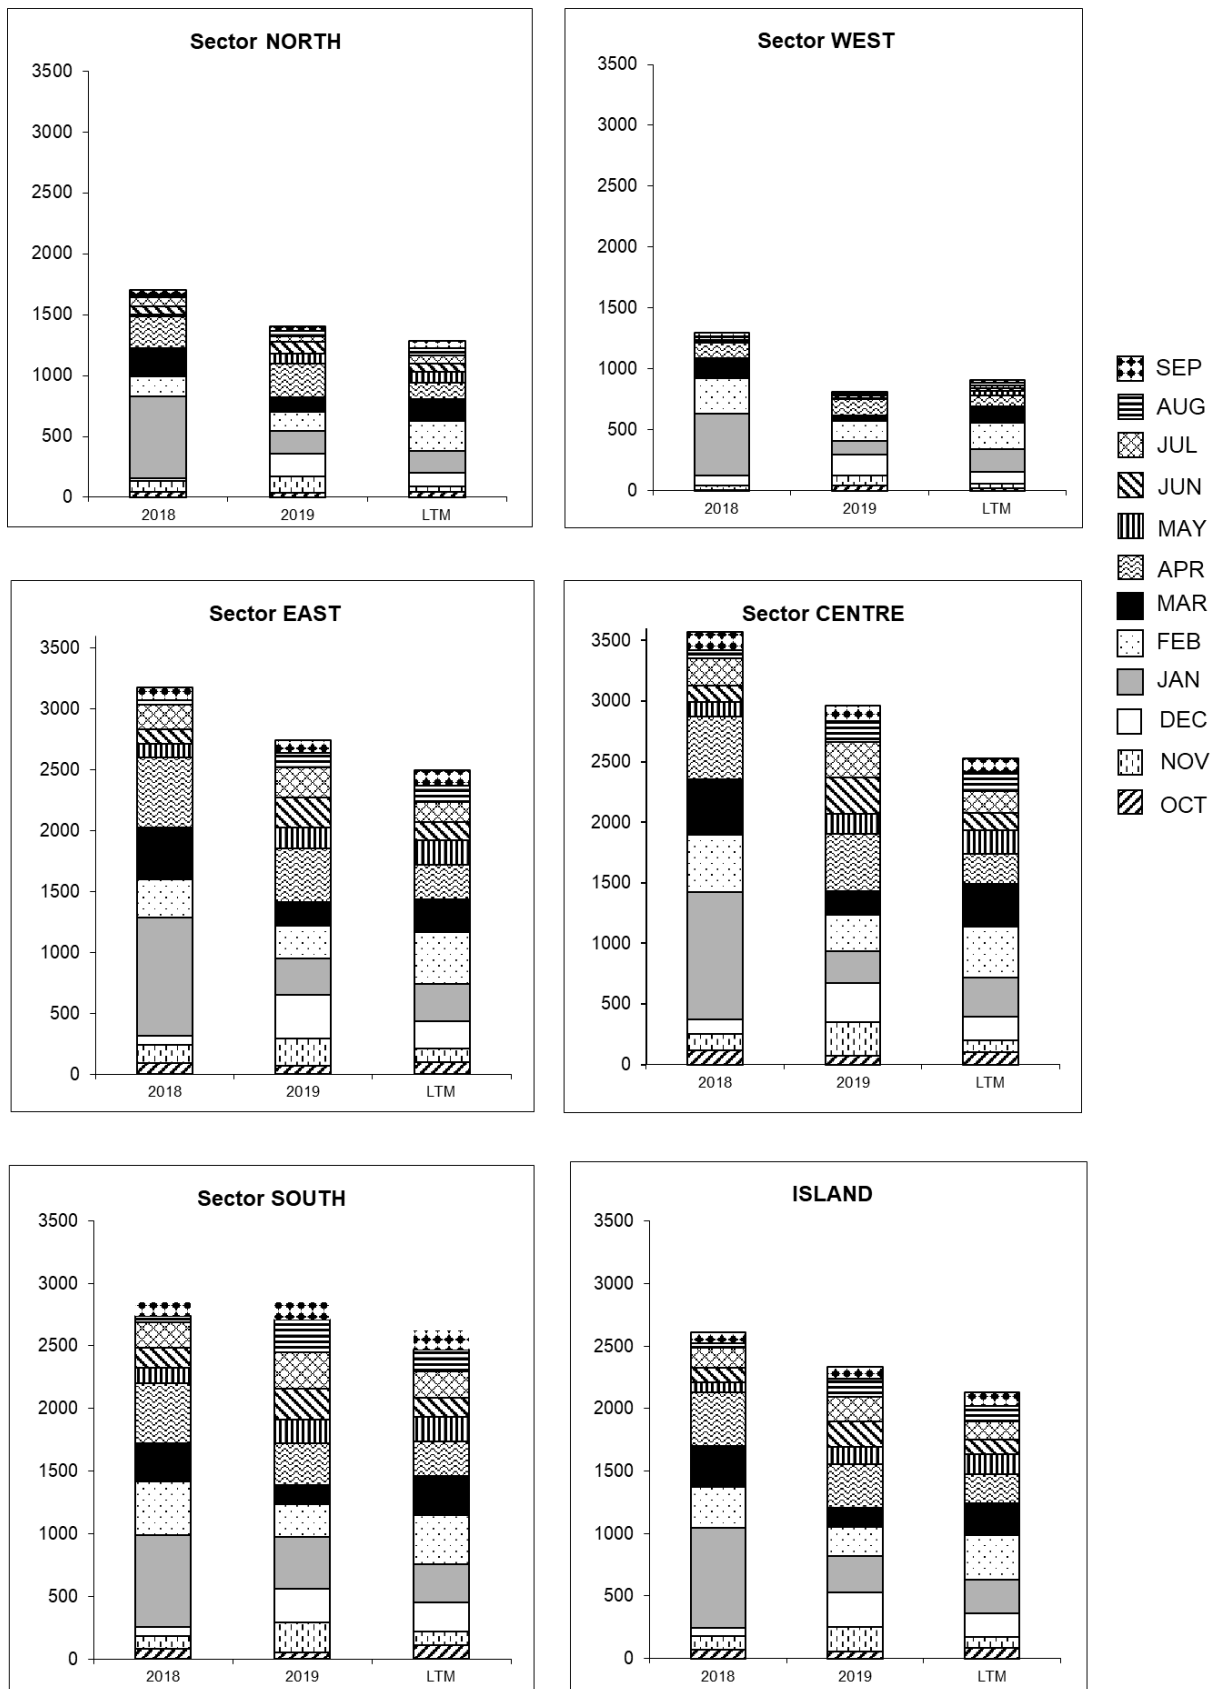 Sector NORTH
3500
3000
2500
2000
1500
1000
500
0
2018 2019 LTM
Sector WEST
3500
3000
2500
2000
1500
1000
500
0
2018 2019 LTM
SEP
AUG
JUL
JUN
MAY
APR
MAR
FEB
JAN
DEC
NOV
OCT
Sector EAST
3500
3000
2500
2000
1500
1000
500
0
2018 2019 LTM
Sector CENTRE
3500
3000
2500
2000
1500
1000
500
0
2018 2019 LTM
Sector SOUTH
3500
3000
2500
2000
1500
1000
500
0
2018 2019 LTM
ISLAND
3500
3000
2500
2000
1500
1000
500
0
2018 2019 LTM